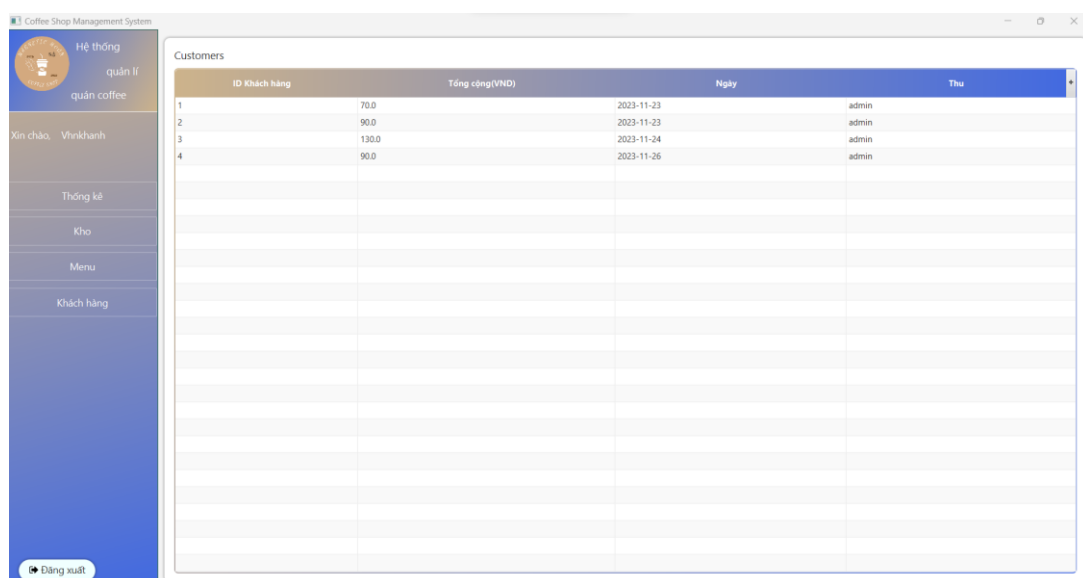 Coffee Shop Management System
Hệ thống
quản lí
quán coffee
Xin chào, Vhnkhanh
Thống kê
Kho
Menu
Khách hàng
Đăng xuất
Customers
ID Khách hàng Tổng cộng(VND) Ngày Thu +
1 70.0 2023-11-23 admin
2 90.0 2023-11-23 admin
3 130.0 2023-11-24 admin
4 90.0 2023-11-26 admin